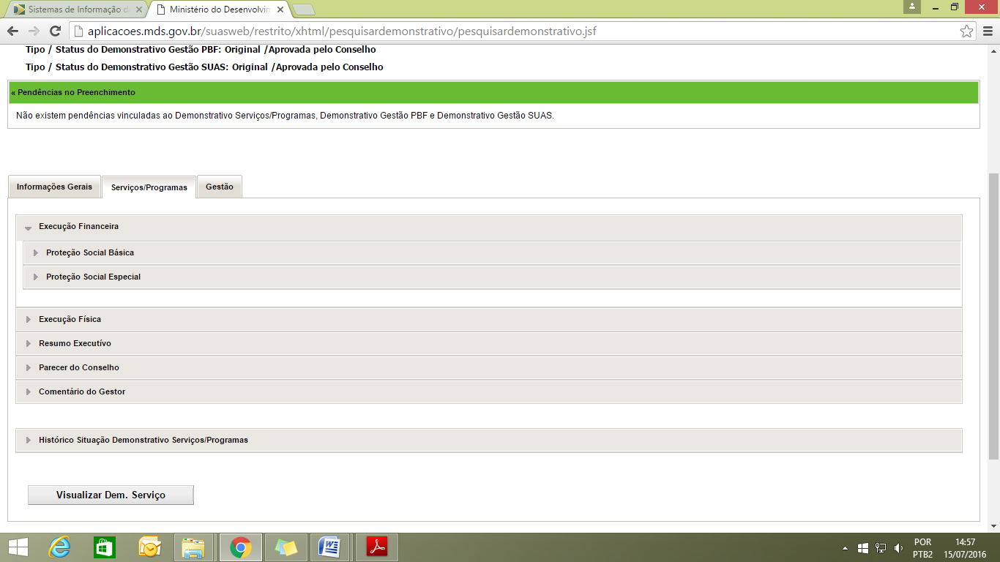 Sistemas de Informação d
Ministério do Desenvolvim
aplicacoes.mds.gov.br/suasweb/restrito/xhtml/pesquisardemonstrativo/pesquisardemonstrativo.jsf
Tipo / Status do Demonstrativo Gestão PBF: Original /Aprovada pelo Conselho
Tipo / Status do Demonstrativo Gestão SUAS: Original /Aprovada pelo Conselho
« Pendências no Preenchimento
Não existem pendências vinculadas ao Demonstrativo Serviços/Programas, Demonstrativo Gestão PBF e Demonstrativo Gestão SUAS.
Informações Gerais
Serviços/Programas
Gestão
Execução Financeira
Proteção Social Básica
Proteção Social Especial
Execução Física
Resumo Executívo
Parecer do Conselho
Comentário do Gestor
Histórico Situação Demonstrativo Serviços/Programas
Visualizar Dem. Serviço
POR
PTB2
14:57
15/07/2016